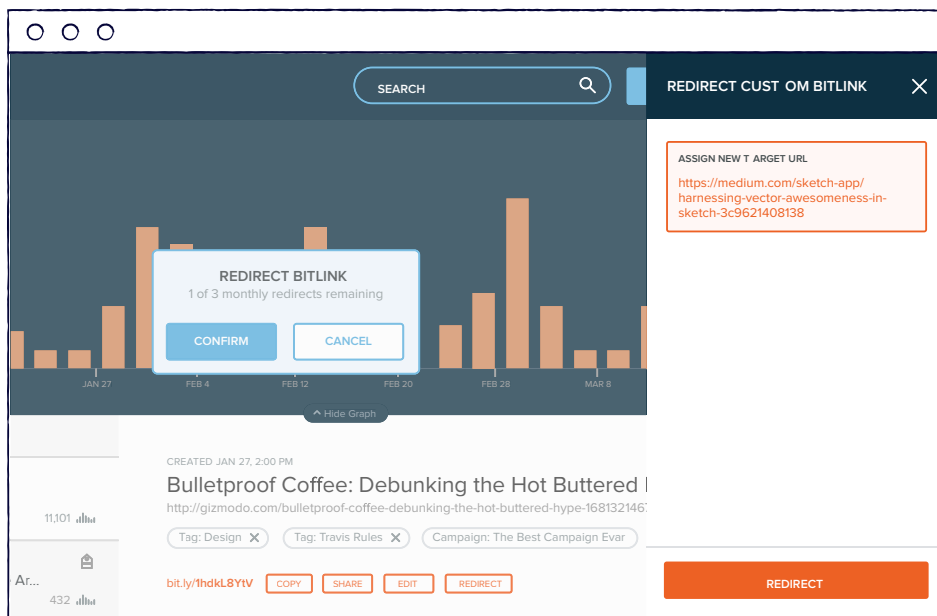 SEARCH
REDIRECT CUST OM BITLINK
ASSIGN NEW T ARGET URL
https://medium.com/sketch-app/
harnessing-vector-awesomeness-in-
sketch-3c9621408138
REDIRECT BITLINK
1 of 3 monthly redirects remaining
CONFIRM
CANCEL
JAN 27
FEB 4
FEB 12
FEB 20
FEB 28
MAR 8
Hide Graph
CREATED JAN 27, 2:00 PM
Bulletproof Coffee: Debunking the Hot Buttered
http://gizmodo.com/bulletproof-coffee-debunking-the-hot-buttered-hype-168132146
Tag: Design
Tag: Travis Rules
Campaign: The Best Campaign Evar
11,101
Ar...
432
bit.ly/1hdkL8YtV
COPY
SHARE
EDIT
REDIRECT
REDIRECT